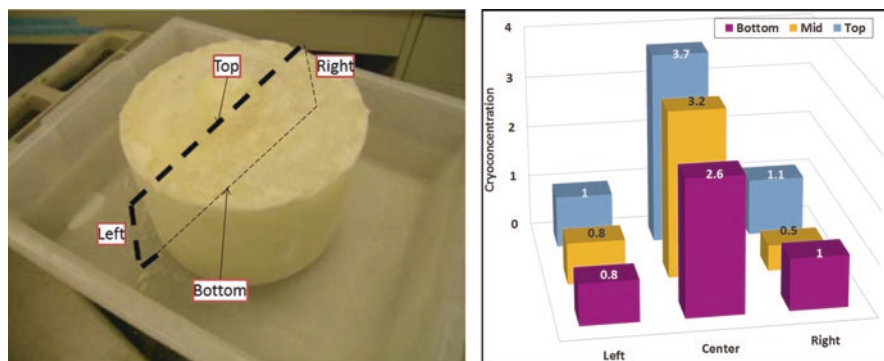 Top
Right
Left
Bottom
Bottom Mid Top
Cryoconcentration
4
3
2
1
0
3.7
3.2
2.6
1
1.1
0.8
0.5
0.8
1
Left
Center
Right